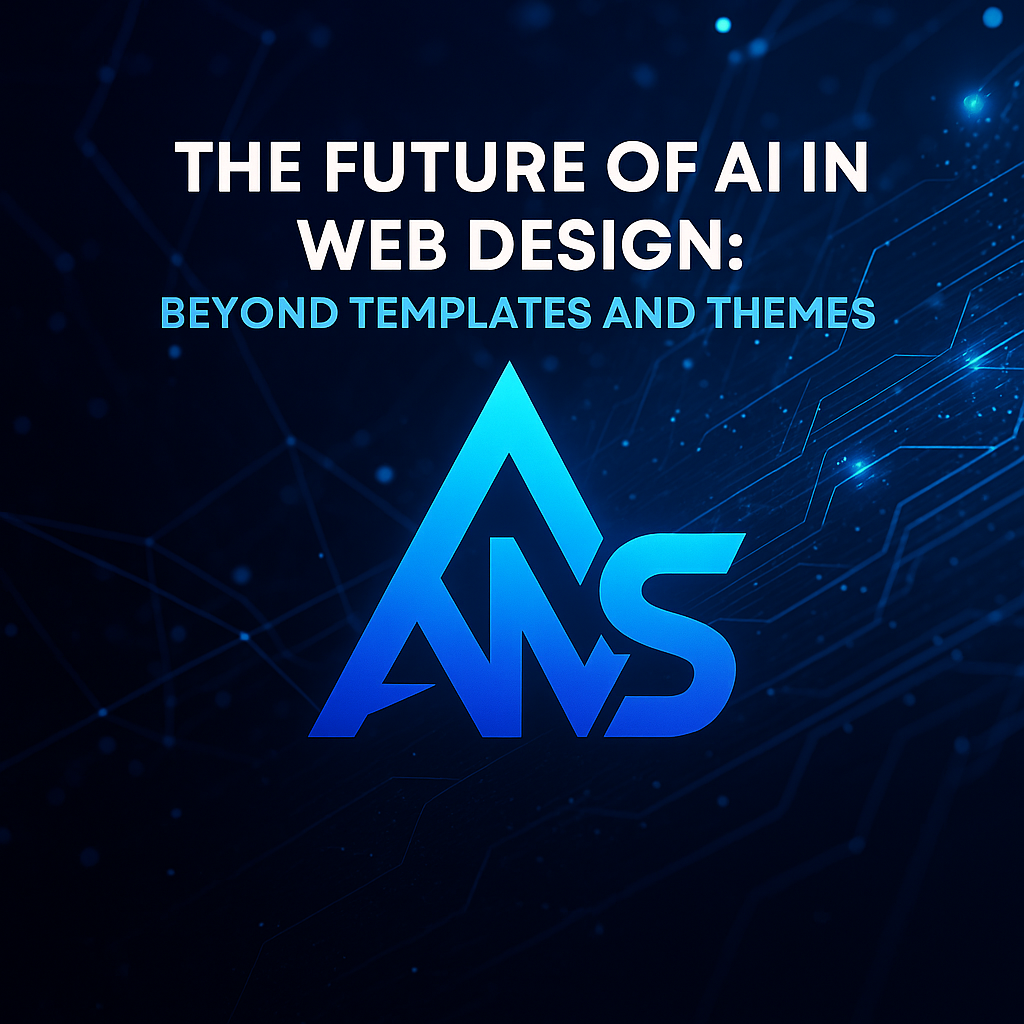 THE FUTURE OF AI IN
WEB DESIGN:
BEYOND TEMPLATES AND THEMES
ANS